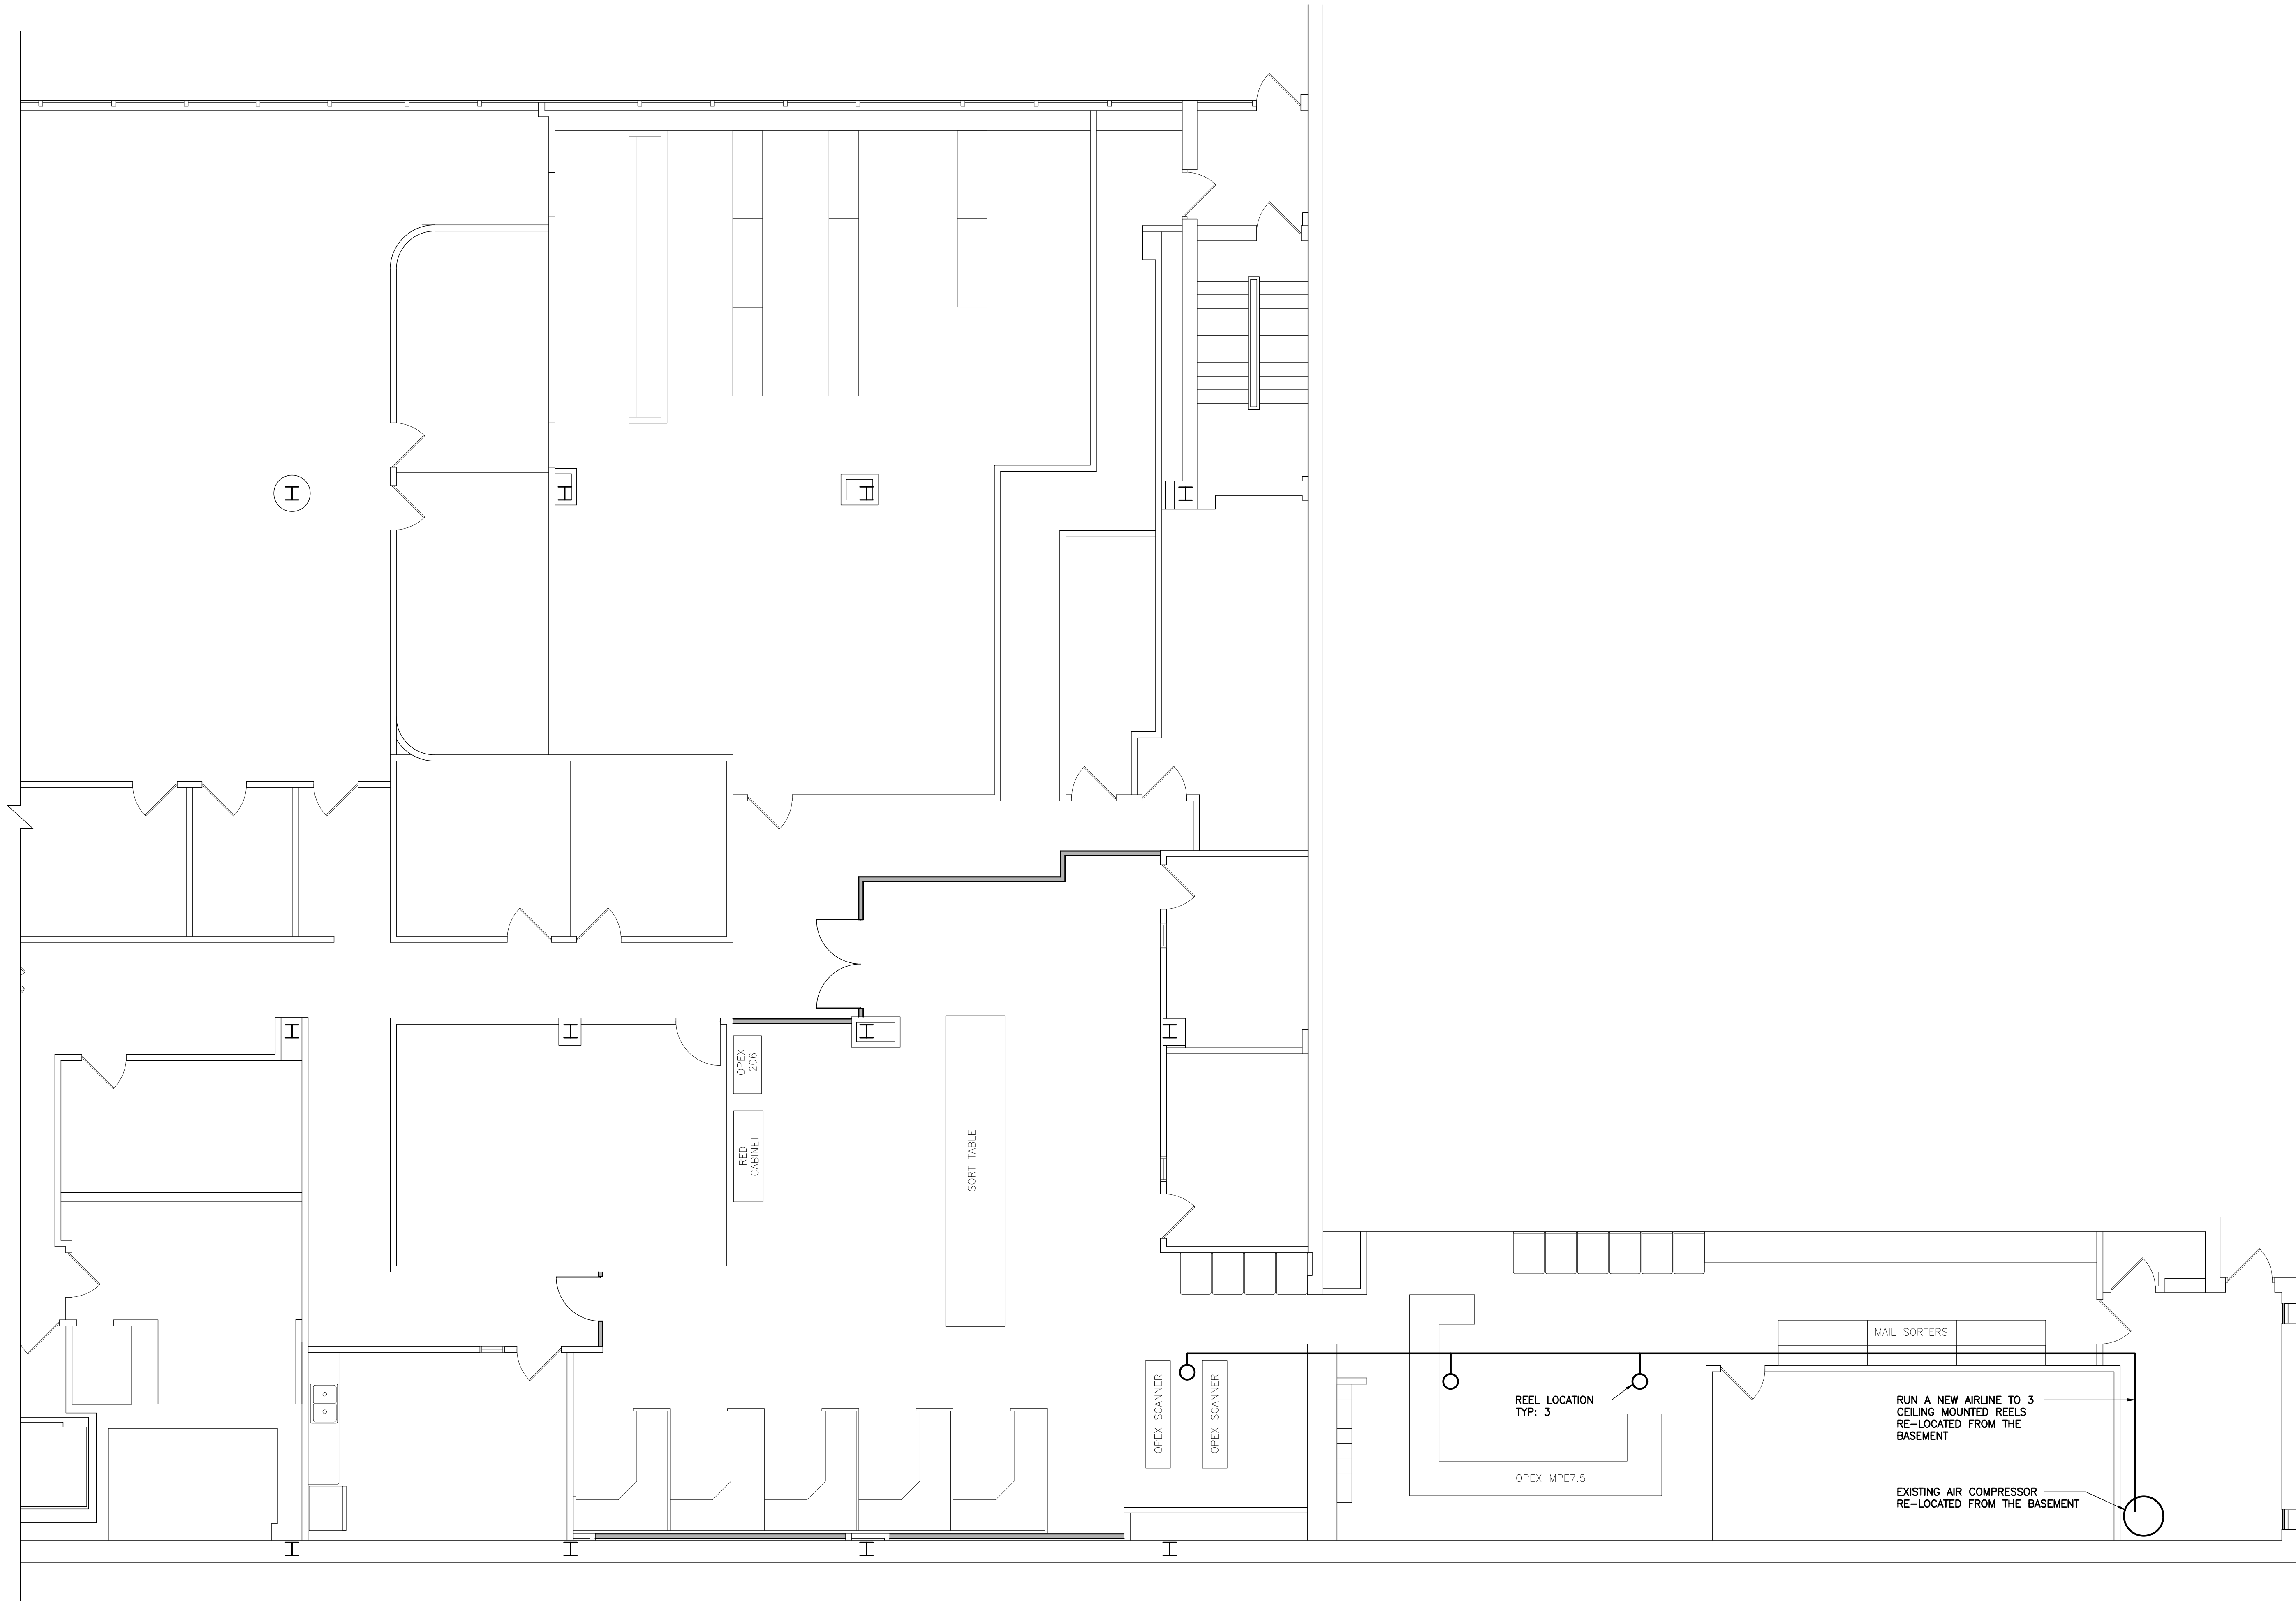 OPEX
206
RED
CABINET
SORT TABLE
OPEX SCANNER
OPEX SCANNER
MAIL SORTERS
REEL LOCATION
TYP: 3
OPEX MPE7.5
RUN A NEW AIRLINE TO 3
CEILING MOUNTED REELS
RE-LOCATED FROM THE
BASEMENT
EXISTING AIR COMPRESSOR
RE-LOCATED FROM THE BASEMENT